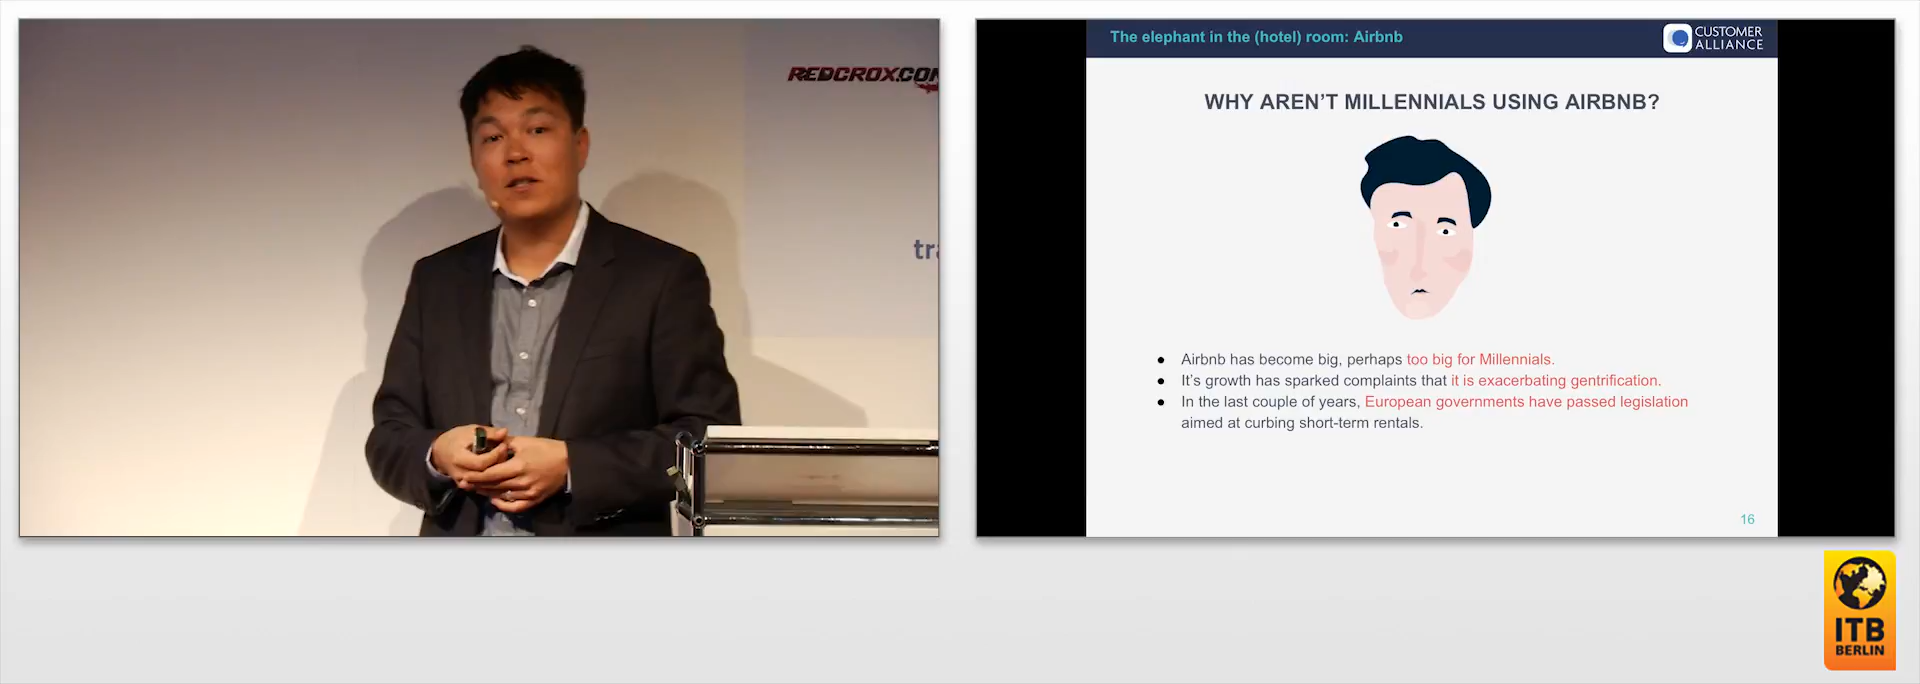 REDCROX.COM
The elephant in the (hotel) room: Airbnb
CUSTOMER
ALLIANCE
WHY AREN'T MILLENNIALS USING AIRBNB?
● Airbnb has become big, perhaps too big for Millennials.
● It's growth has sparked complaints that it is exacerbating gentrification.
● In the last couple of years, European governments have passed legislation
aimed at curbing short-term rentals.
16
ITB
BERLIN